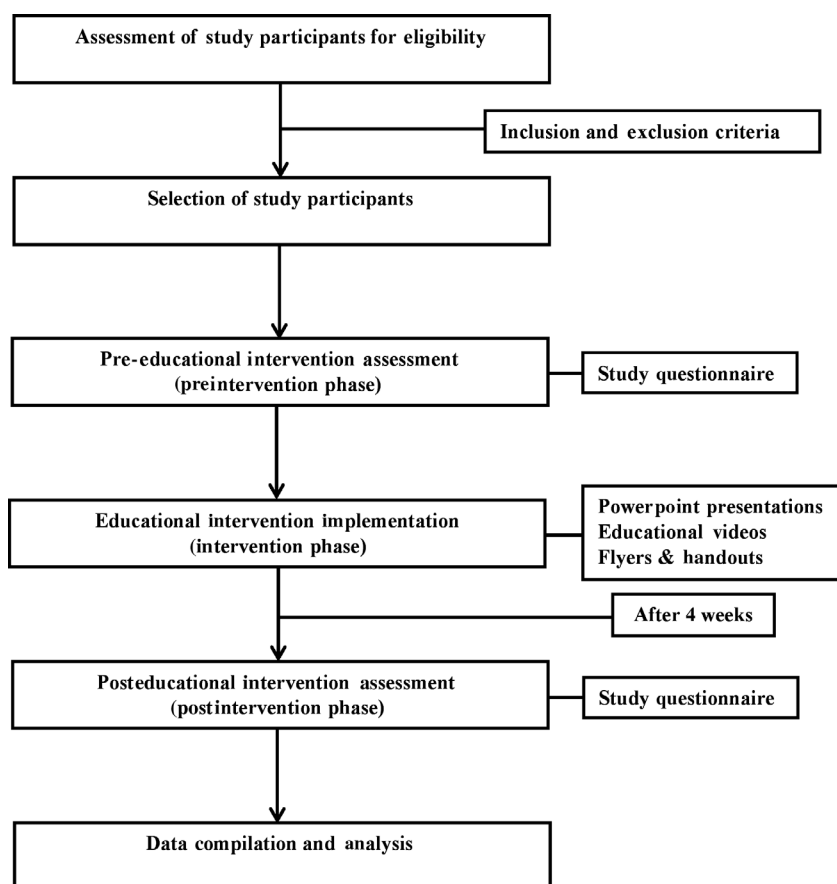 Assessment of study participants for eligibility
Inclusion and exclusion criteria
Selection of study participants
Pre-educational intervention assessment
(preintervention phase)
Study questionnaire
Educational intervention implementation
(intervention phase)
Powerpoint presentations
Educational videos
Flyers & handouts
After 4 weeks
Posteducational intervention assessment
(postintervention phase)
Study questionnaire
Data compilation and analysis